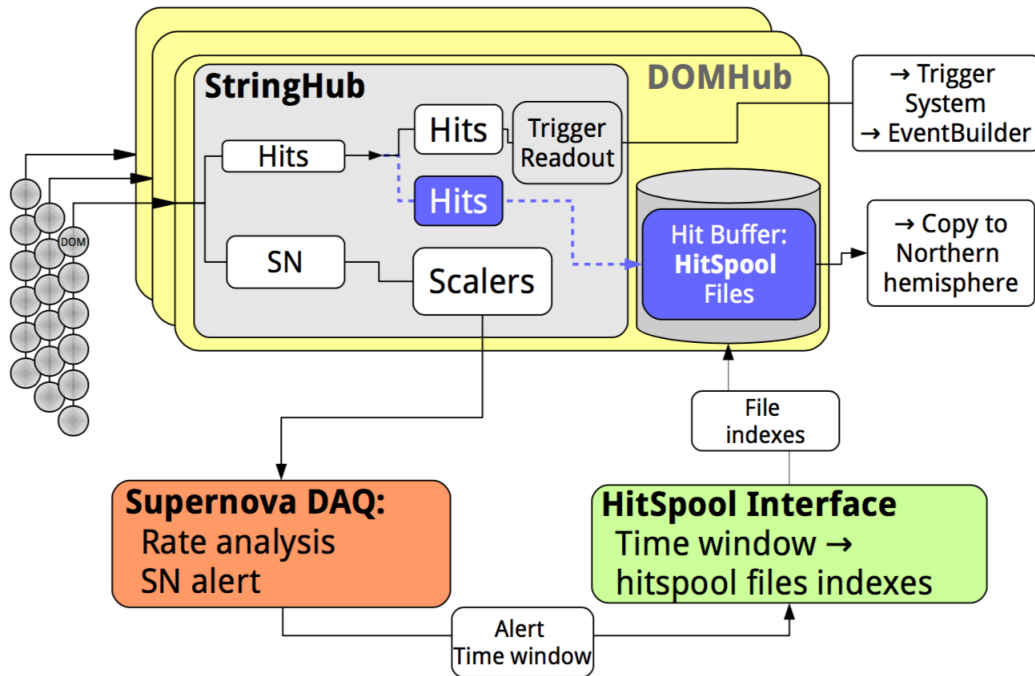 StringHub
DOMHub
→ Trigger
System
→ EventBuilder
Hits
Hits
Trigger
Readout
Hits
DOM
SN
Scalers
Hit Buffer:
HitSpool
Files
→ Copy to
Northern
hemisphere
File
indexes
Supernova DAQ:
Rate analysis
SN alert
HitSpool Interface
Time window →
hitspool files indexes
Alert
Time window